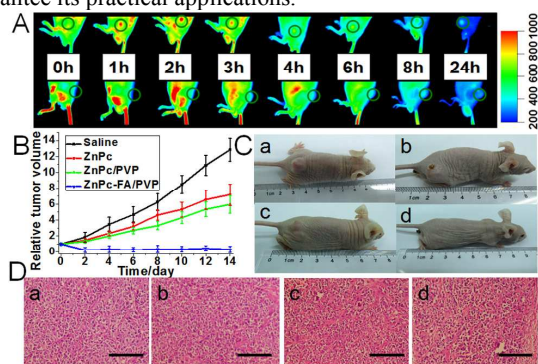 antee its practical applications.
A
0h 1h 2h 3h 4h 6h 8h 24h
1000
800
600
400
200
0
B
Relative tumor volume
14
12
10
8
6
4
2
0
Saline
ZnPc
ZnPc/PVP
ZnPc-FA/PVP
0 2 4 6 8 10 12 14
Time/day
C
a
b
c
d
D
a
b
c
d